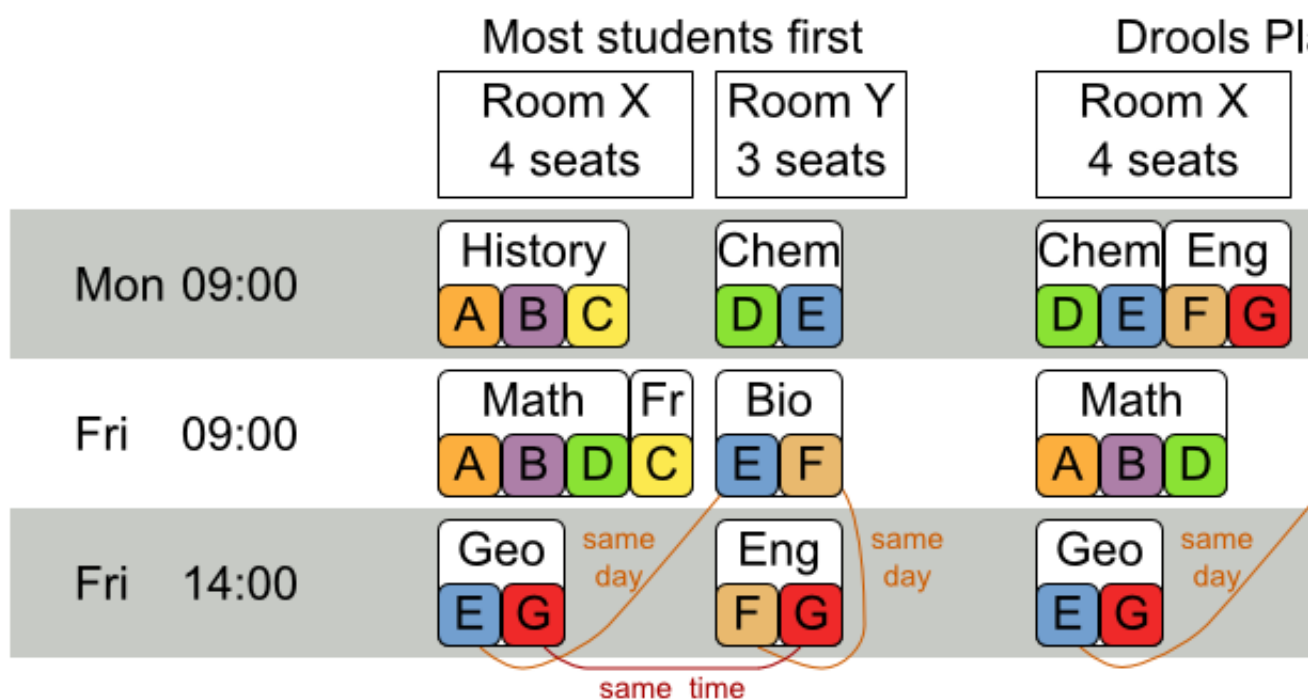 Most students first Drools Pl
Room X Room Y Room X
4 seats 3 seats 4 seats
Mon 09:00 History Chem Chem Eng
A B C D E D E F G
Fri 09:00 Math Fr Bio Math
A B D C E F A B D
Fri 14:00 Geo same day Eng same day Geo same day
E G F G E G
same time